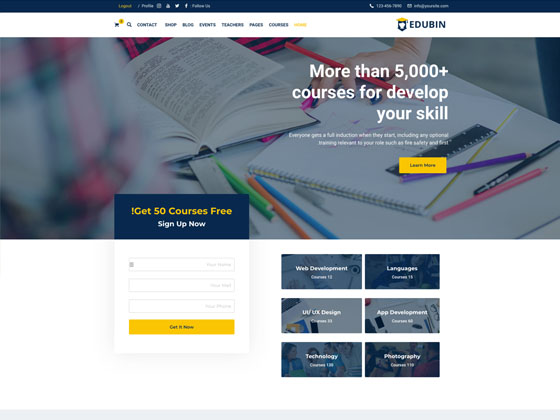 Logout / Profile : Follow Us 123-456-7890 info@yoursite.com
0 CONTACT SHOP BLOG EVENTS TEACHERS PAGES COURSES HOME EDUBIN
More than 5,000+
courses for develop
your skill
Everyone gets a full induction when they start, including any optional
training relevant to your role such as fire safety and first
Learn More
!Get 50 Courses Free
Sign Up Now
Your Name
Your Mail
Your Phone
Get It Now
Web Development
Courses 12
Languages
Courses 15
UI/ UX Design
Courses 33
App Development
Courses 60
Technology
Courses 120
Photography
Courses 110